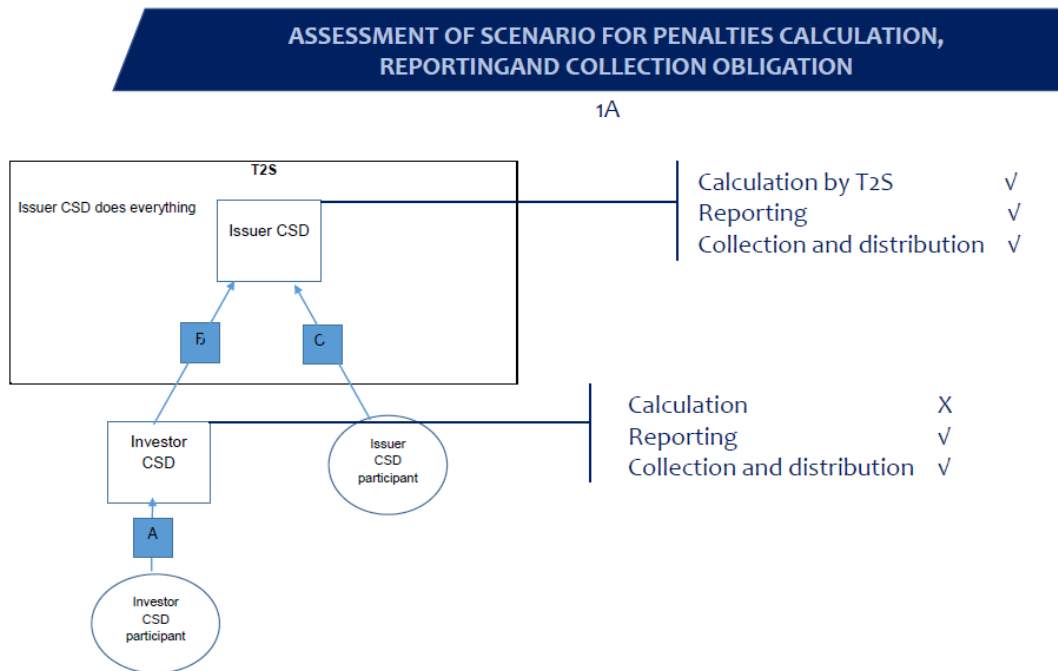 ASSESSMENT OF SCENARIO FOR PENALTIES CALCULATION,
REPORTINGAND COLLECTION OBLIGATION
1A
T2S
Issuer CSD does everything
Issuer CSD
Calculation by T2S √
Reporting √
Collection and distribution √
B
C
Investor
CSD
Issuer
CSD
participant
Calculation X
Reporting √
Collection and distribution √
A
Investor
CSD
participant